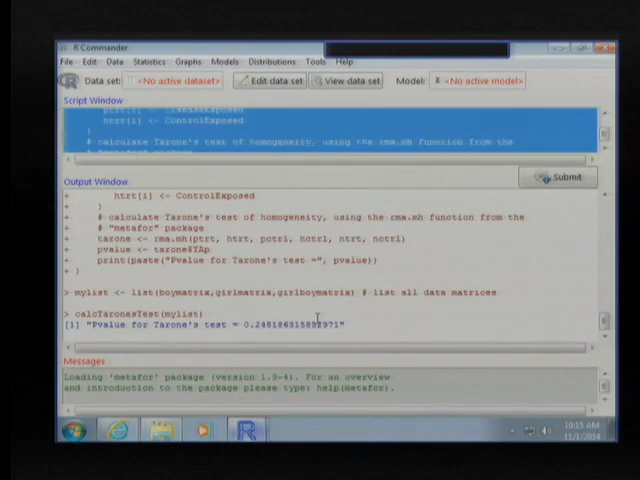 R Commander
File Edit Data Statistics Graphs Models Distributions Tools Help
Data set: <No active dataset> Edit data set View data set Model: <No active model>
Script Window
htrt[i] <- ControlExposed
}
# calculate Tarone's test of homogeneity, using the rma.mh function from the
Submit
Output Window
+ htrt[i] <- ControlExposed
+ }
+ # calculate Tarone's test of homogeneity, using the rma.mh function from the
+ "metafor" package
+ tarone <- rma.mh(ptrt, htrt, pctrl, hctrl, ntrt, nctrl)
+ pvalue <- tarone$TAp
+ print(paste("Pvalue for Tarone's test =", pvalue))
+ }
> mylist <- list(boymatrix,girlmatrix,girlboymatrix) # list all data matrices
> calcTaronesTest(mylist)
[1] "Pvalue for Tarone's test =
Messages
Loading 'metafor' package (version 1.9-4). For an overview
and introduction to the package please type: help(metafor).
10:15 AM
11/1/2014